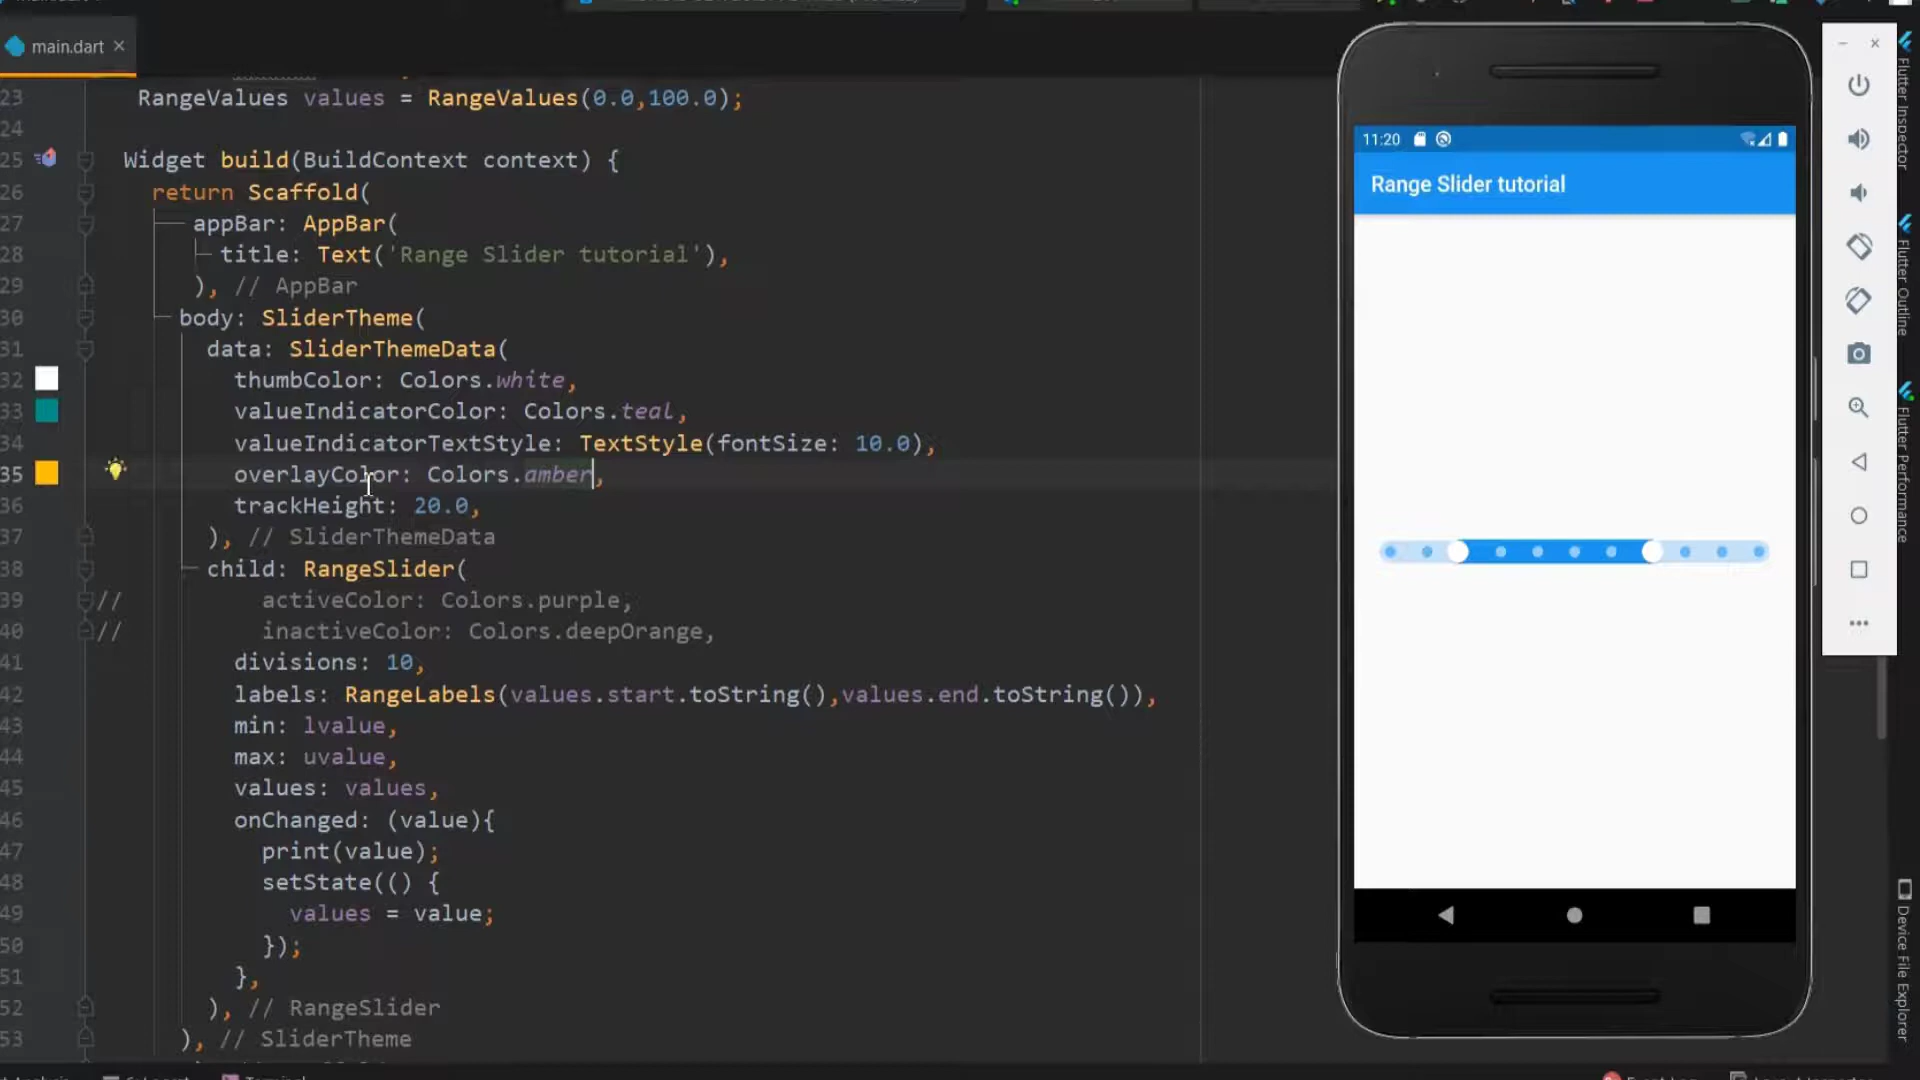 main.dart
23 RangeValues values = RangeValues(0.0,100.0);
24
25 Widget build(BuildContext context) {
26 return Scaffold(
27 appBar: AppBar(
28 title: Text('Range Slider tutorial'),
29 ), // AppBar
30 body: SliderTheme(
31 data: SliderThemeData(
32 thumbColor: Colors.white,
33 valueIndicatorColor: Colors.teal,
34 valueIndicatorTextStyle: TextStyle(fontSize: 10.0),
35 overlayColor: Colors.amber,
36 trackHeight: 20.0,
37 ), // SliderThemeData
38 child: RangeSlider(
39 // activeColor: Colors.purple,
40 // inactiveColor: Colors.deepOrange,
41 divisions: 10,
42 labels: RangeLabels(values.start.toString(),values.end.toString()),
43 min: lvalue,
44 max: uvalue,
45 values: values,
46 onChanged: (value){
47 print(value);
48 setState(() {
49 values = value;
50 });
51 },
52 ), // RangeSlider
53 ), // SliderTheme
11:20
Range Slider tutorial
Flutter Inspector
Flutter Outline
Flutter Performance
Device File Explorer